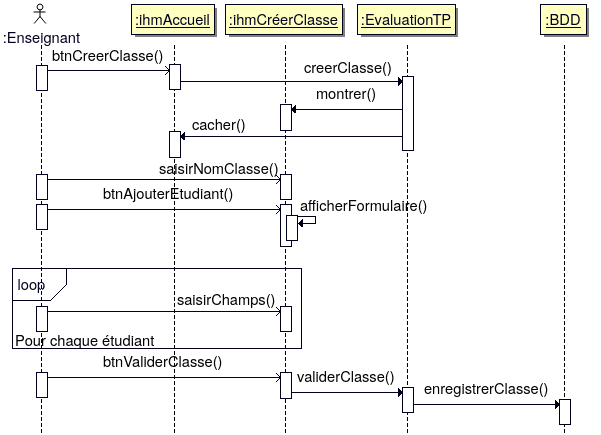 :Enseignant
:ihmAccueil
:ihmCréerClasse
:EvaluationTP
:BDD
btnCreerClasse()
creerClasse()
montrer()
cacher()
saisirNomClasse()
btnAjouterEtudiant()
afficherFormulaire()
loop
saisirChamps()
Pour chaque étudiant
btnValiderClasse()
validerClasse()
enregistrerClasse()